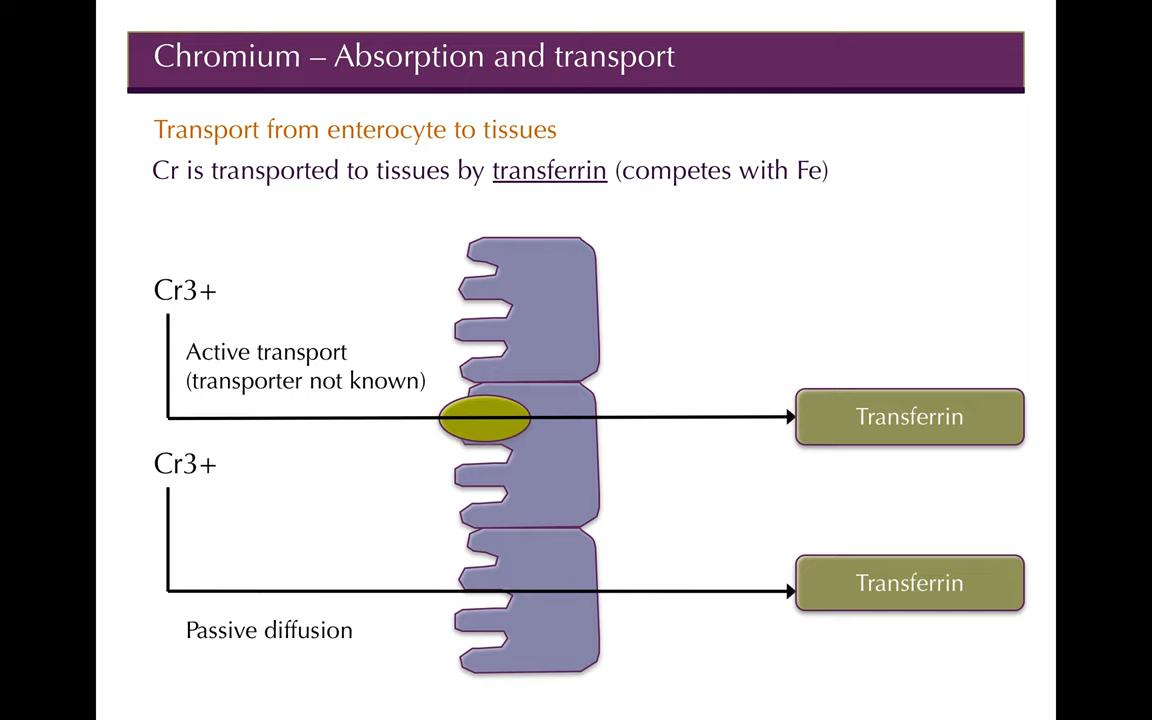 Chromium – Absorption and transport
Transport from enterocyte to tissues
Cr is transported to tissues by transferrin (competes with Fe)
Cr3+
Active transport
(transporter not known)
Transferrin
Cr3+
Transferrin
Passive diffusion